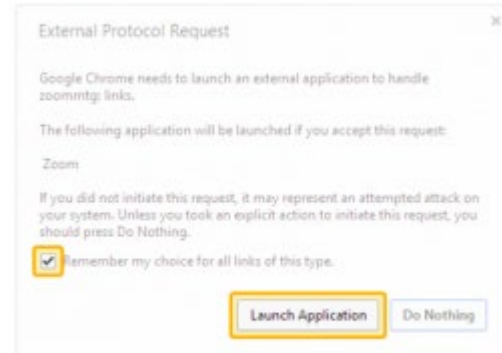 External Protocol Request
Google Chrome needs to launch an external application to handle
zoommtg: links.
The following application will be launched if you accept this request:
Zoom
If you did not initiate this request, it may represent an attempted attack on
your system. Unless you took an explicit action to initiate this request, you
should press Do Nothing.
Remember my choice for all links of this type.
Launch Application Do Nothing